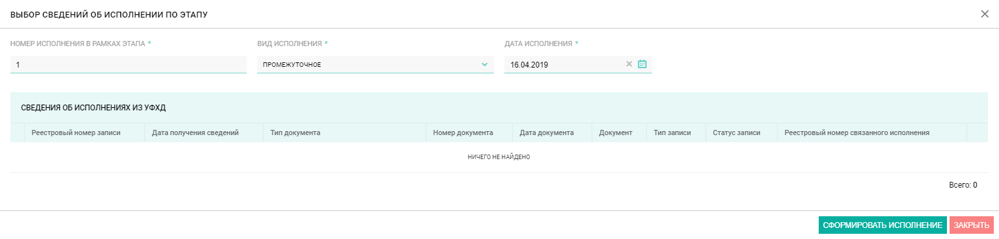 ВЫБОР СВЕДЕНИЙ ОБ ИСПОЛНЕНИИ ПО ЭТАПУ
НОМЕР ИСПОЛНЕНИЯ В РАМКАХ ЭТАПА * ВИД ИСПОЛНЕНИЯ * ДАТА ИСПОЛНЕНИЯ *
1 ПРОМЕЖУТОЧНОЕ 16.04.2019
СВЕДЕНИЯ ОБ ИСПОЛНЕНИЯХ ИЗ УФХД
Реестровый номер записи Дата получения сведений Тип документа Номер документа Дата документа Документ Тип записи Статус записи Реестровый номер связанного исполнения
НИЧЕГО НЕ НАЙДЕНО
Всего: 0
СФОРМИРОВАТЬ ИСПОЛНЕНИЕ ЗАКРЫТЬ